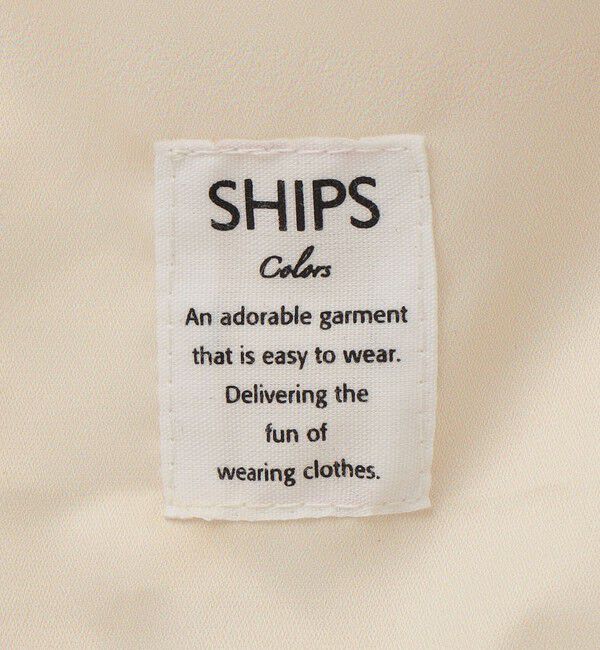 SHIPS
Colors
An adorable garment
that is easy to wear.
Delivering the
fun of
wearing clothes.